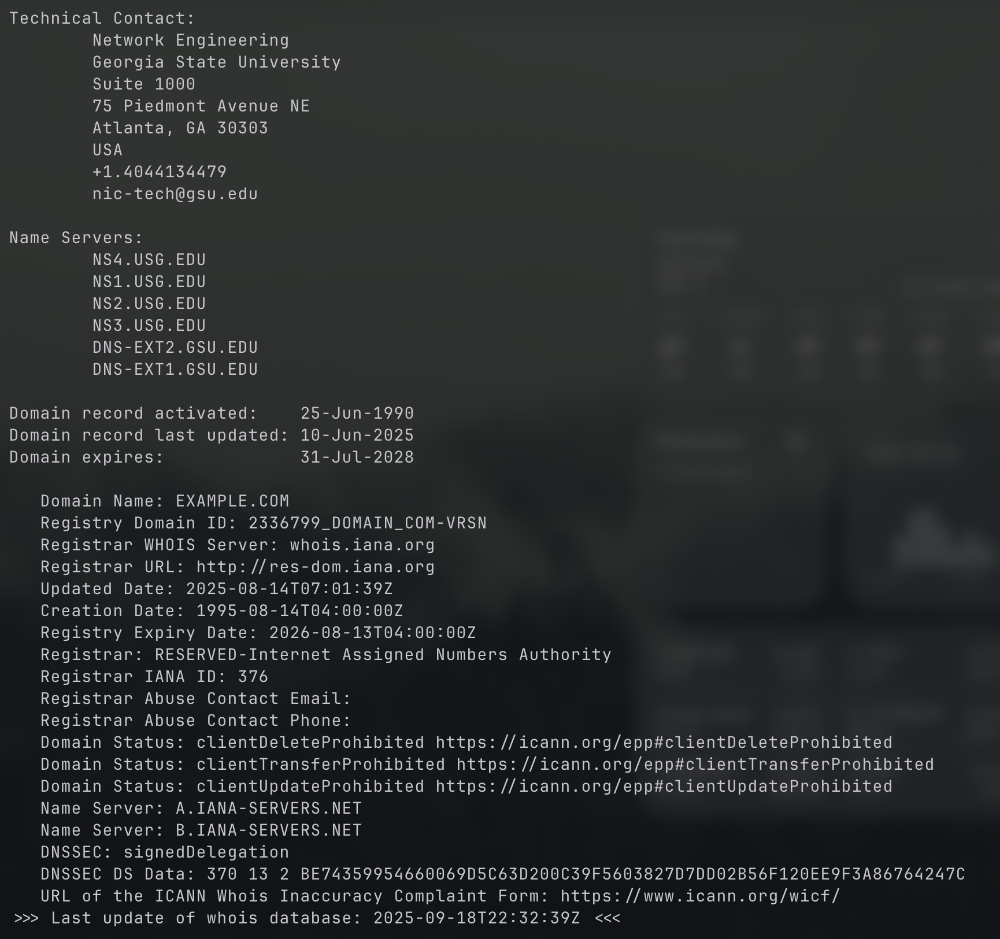 Technical Contact:
Network Engineering
Georgia State University
Suite 1000
75 Piedmont Avenue NE
Atlanta, GA 30303
USA
+1.4044134479
nic-tech@gsu.edu
Name Servers:
NS4.USG.EDU
NS1.USG.EDU
NS2.USG.EDU
NS3.USG.EDU
DNS-EXT2.GSU.EDU
DNS-EXT1.GSU.EDU
Domain record activated: 25-Jun-1990
Domain record last updated: 10-Jun-2025
Domain expires: 31-Jul-2028
Domain Name: EXAMPLE.COM
Registry Domain ID: 2336799_DOMAIN_COM-VRSN
Registrar WHOIS Server: whois.iana.org
Registrar URL: http://res-dom.iana.org
Updated Date: 2025-08-14T07:01:39Z
Creation Date: 1995-08-14T04:00:00Z
Registry Expiry Date: 2026-08-13T04:00:00Z
Registrar: RESERVED-Internet Assigned Numbers Authority
Registrar IANA ID: 376
Registrar Abuse Contact Email:
Registrar Abuse Contact Phone:
Domain Status: clientDeleteProhibited https://icann.org/epp#clientDeleteProhibited
Domain Status: clientTransferProhibited https://icann.org/epp#clientTransferProhibited
Domain Status: clientUpdateProhibited https://icann.org/epp#clientUpdateProhibited
Name Server: A.IANA-SERVERS.NET
Name Server: B.IANA-SERVERS.NET
DNSSEC: signedDelegation
DNSSEC DS Data: 370 13 2 BE74359954660069D5C63D200C39F5603827D7DD02B56F120EE9F3A86764247C
URL of the ICANN Whois Inaccuracy Complaint Form: https://www.icann.org/wicf/
>>> Last update of whois database: 2025-09-18T22:32:39Z <<<